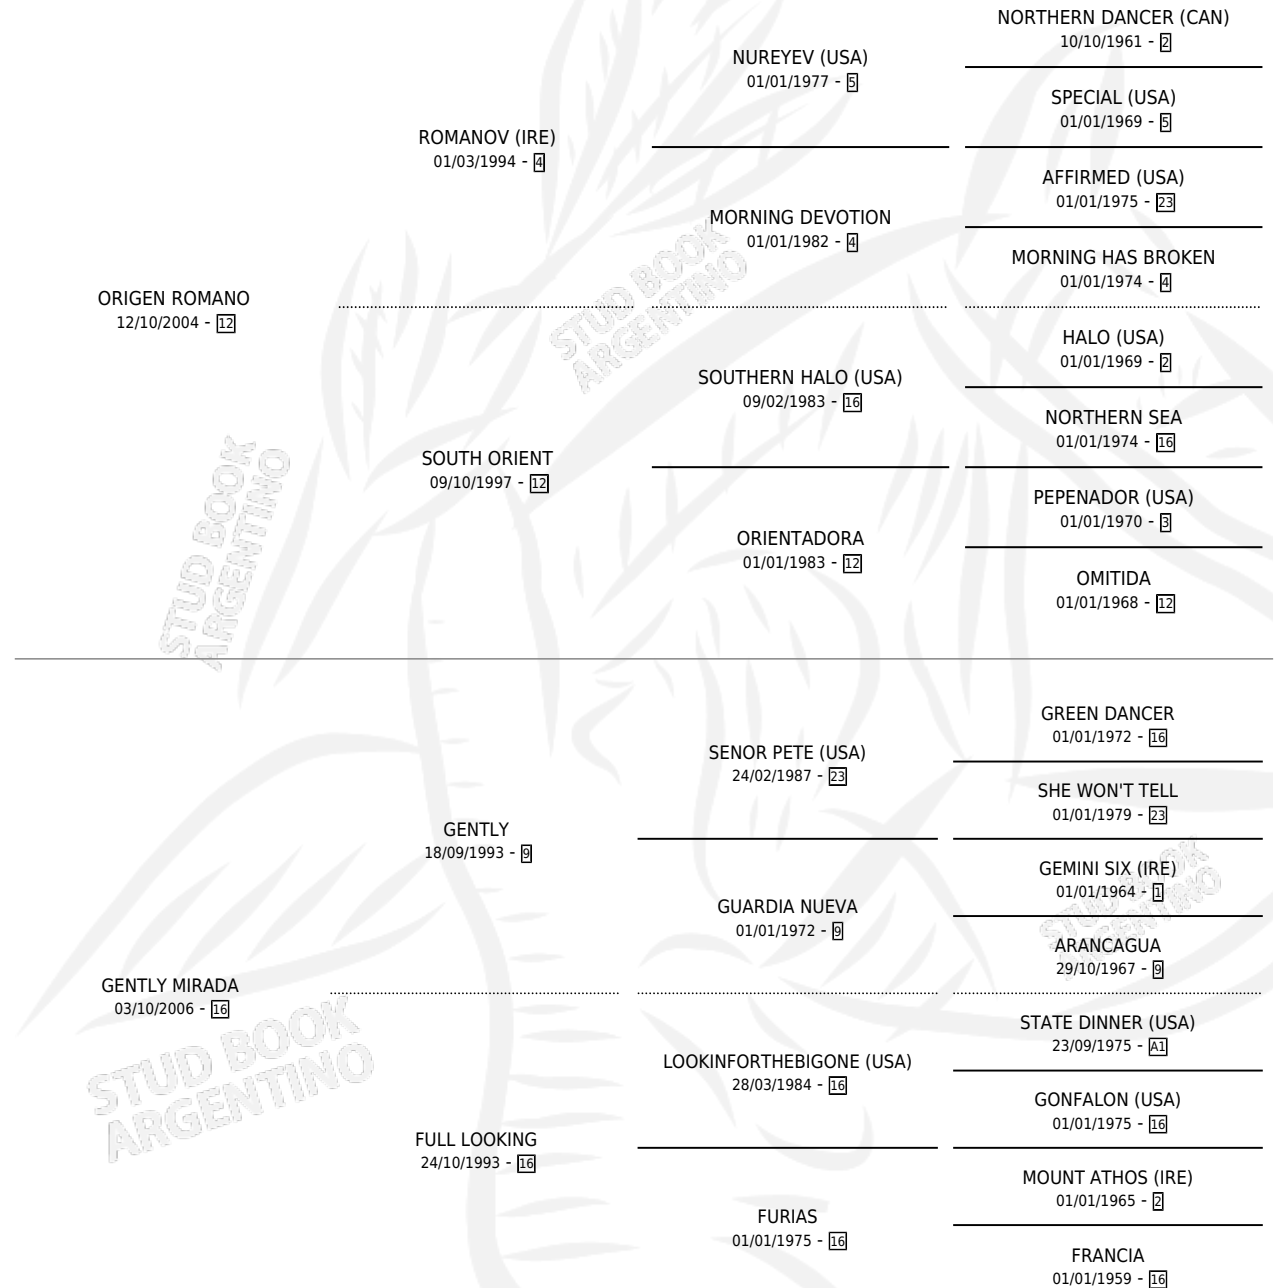 NORTHERN DANCER (CAN)
10/10/1961 - 2
NUREYEV (USA)
01/01/1977 - 5
SPECIAL (USA)
01/01/1969 - 5
ROMANOV (IRE)
01/03/1994 - 4
AFFIRMED (USA)
01/01/1975 - 23
MORNING DEVOTION
01/01/1982 - 4
MORNING HAS BROKEN
01/01/1974 - 4
ORIGEN ROMANO
12/10/2004 - 12
HALO (USA)
01/01/1969 - 2
SOUTHERN HALO (USA)
09/02/1983 - 16
NORTHERN SEA
01/01/1974 - 16
SOUTH ORIENT
09/10/1997 - 12
PEPENADOR (USA)
01/01/1970 - 3
ORIENTADORA
01/01/1983 - 12
OMITIDA
01/01/1968 - 12
GREEN DANCER
01/01/1972 - 16
SENOR PETE (USA)
24/02/1987 - 23
SHE WON'T TELL
01/01/1979 - 23
GENTLY
18/09/1993 - 9
GEMINI SIX (IRE)
01/01/1964 - 1
GUARDIA NUEVA
01/01/1972 - 9
ARANCAGUA
29/10/1967 - 9
GENTLY MIRADA
03/10/2006 - 16
STATE DINNER (USA)
23/09/1975 - A1
LOOKINFORTHEBIGONE (USA)
28/03/1984 - 16
GONFALON (USA)
01/01/1975 - 16
FULL LOOKING
24/10/1993 - 16
MOUNT ATHOS (IRE)
01/01/1965 - 2
FURIAS
01/01/1975 - 16
FRANCIA
01/01/1959 - 16
STUD BOOK
ARGENTINO
STUD BOOK
ARGENTINO
STUD BOOK
ARGENTINO
STUD BOOK
ARGENTINO